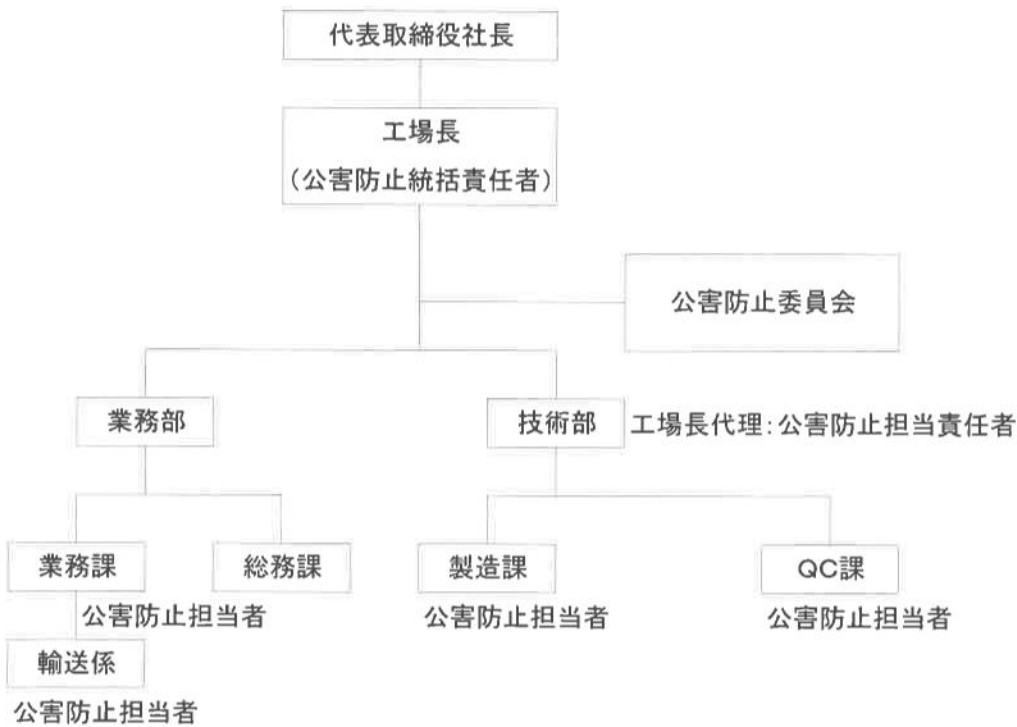 代表取締役社長
工場長
(公害防止統括責任者)
公害防止委員会
業務部
技術部
工場長代理:公害防止担当責任者
業務課
総務課
製造課
QC課
公害防止担当者
公害防止担当者
公害防止担当者
輸送係
公害防止担当者